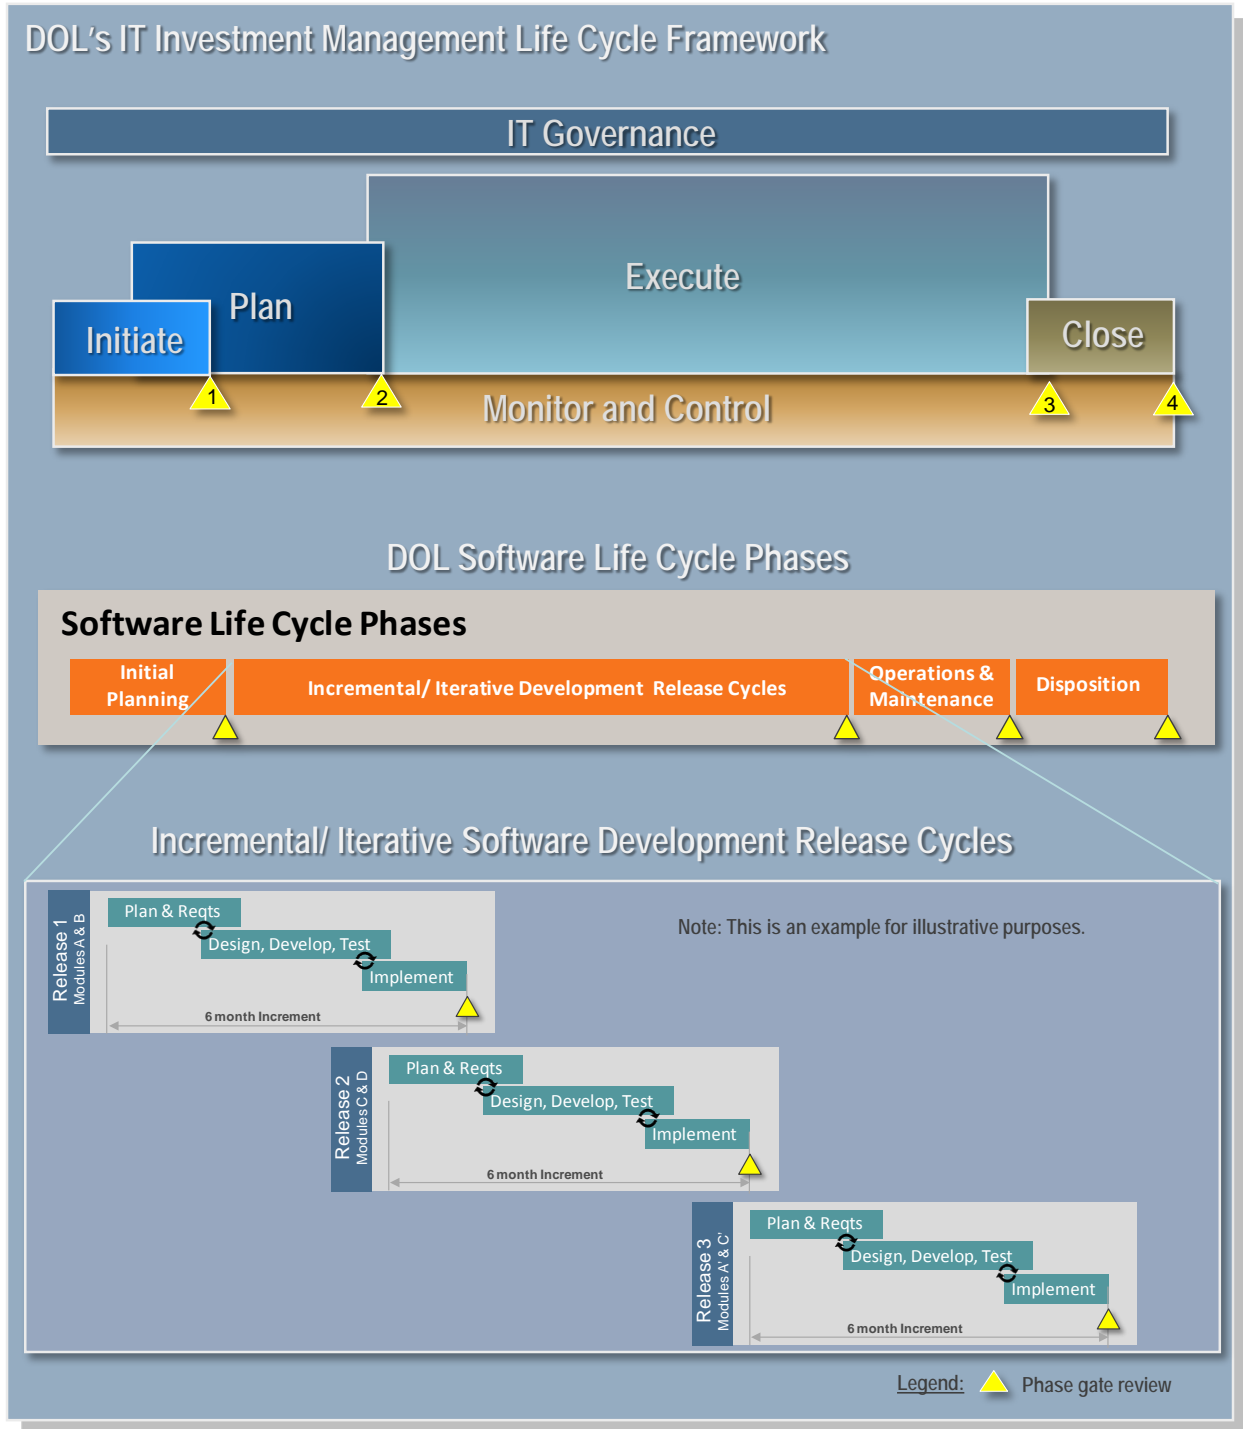 DOL's IT Investment Management Life Cycle Framework
IT Governance
Execute
Plan
Initiate
Close
1
2
3
4
Monitor and Control
DOL Software Life Cycle Phases
Software Life Cycle Phases
Initial
Planning
Incremental/ Iterative Development Release Cycles
Operations &
Maintenance
Disposition
Incremental/ Iterative Software Development Release Cycles
Note: This is an example for illustrative purposes.
Release 1
Modules A & B
Plan & Reqts
Design, Develop, Test
Implement
6 month Increment
Release 2
Modules C & D
Plan & Reqts
Design, Develop, Test
Implement
6 month Increment
Release 3
Modules A' & C'
Plan & Reqts
Design, Develop, Test
Implement
6 month Increment
Legend: Phase gate review